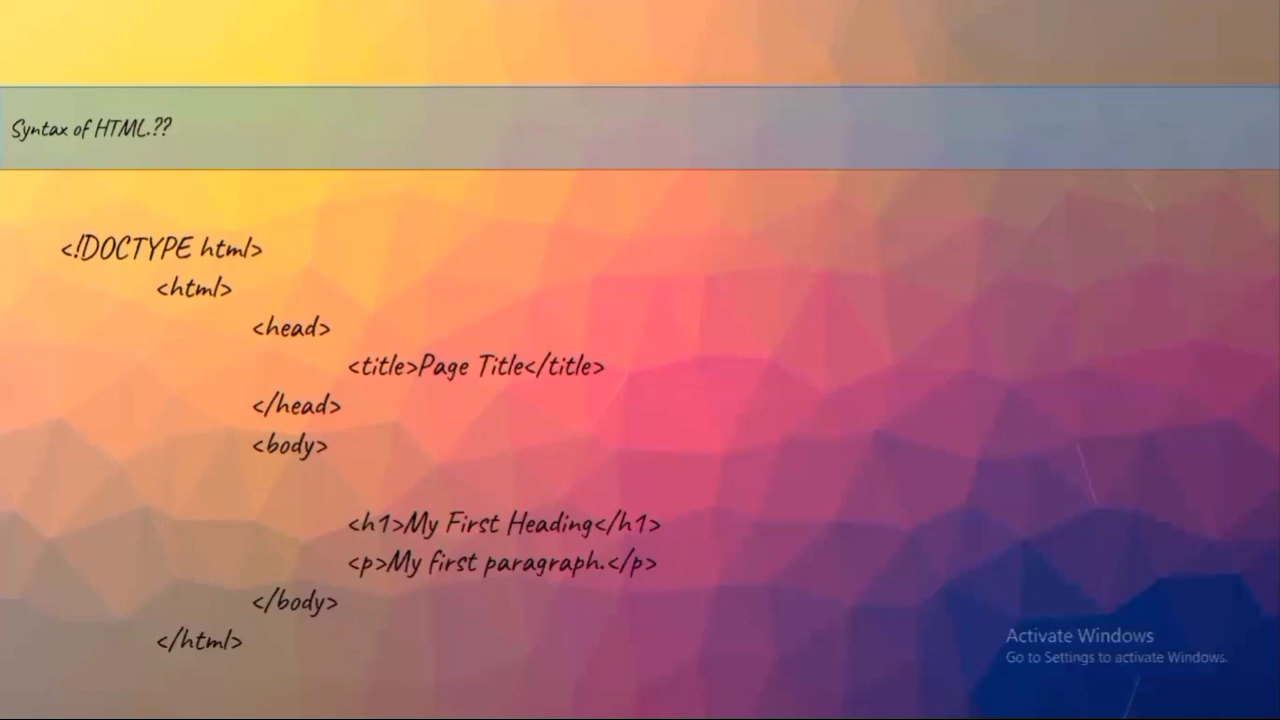 Syntax of HTML.??
<!DOCTYPE html>
<html>
<head>
<title>Page Title</title>
</head>
<body>
<h1>My First Heading</h1>
<p>My first paragraph.</p>
</body>
</html>
Activate Windows
Go to Settings to activate Windows.